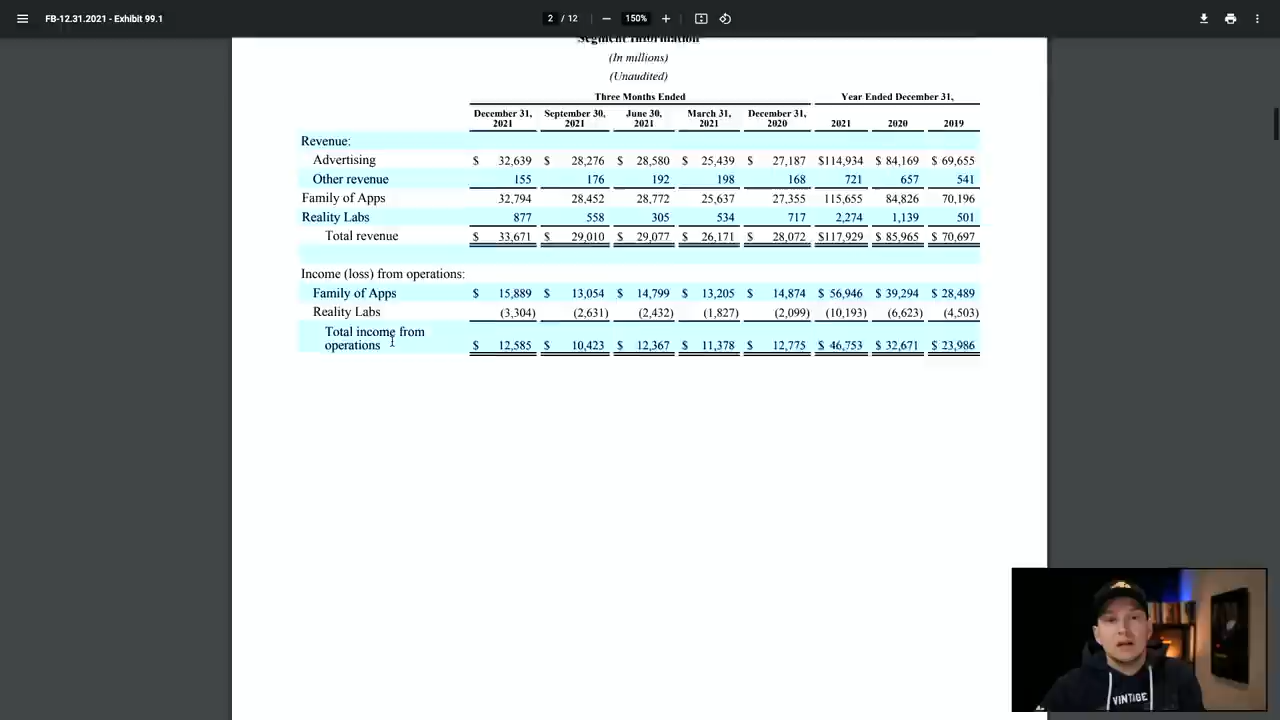 FB-12.31.2021 - Exhibit 99.1
2 / 12
150%
Segment Information
(In millions)
(Unaudited)
Three Months Ended Year Ended December 31,
December 31, 2021 September 30, 2021 June 30, 2021 March 31, 2021 December 31, 2020 2021 2020 2019
Revenue:
Advertising $ 32,639 $ 28,276 $ 28,580 $ 25,439 $ 27,187 $114,934 $ 84,169 $ 69,655
Other revenue 155 176 192 198 168 721 657 541
Family of Apps 32,794 28,452 28,772 25,637 27,355 115,655 84,826 70,196
Reality Labs 877 558 305 534 717 2,274 1,139 501
Total revenue $ 33,671 $ 29,010 $ 29,077 $ 26,171 $ 28,072 $117,929 $ 85,965 $ 70,697
Income (loss) from operations:
Family of Apps $ 15,889 $ 13,054 $ 14,799 $ 13,205 $ 14,874 $ 56,946 $ 39,294 $ 28,489
Reality Labs (3,304) (2,631) (2,432) (1,827) (2,099) (10,193) (6,623) (4,503)
Total income from
operations $ 12,585 $ 10,423 $ 12,367 $ 11,378 $ 12,775 $ 46,753 $ 32,671 $ 23,986
VINTAGE